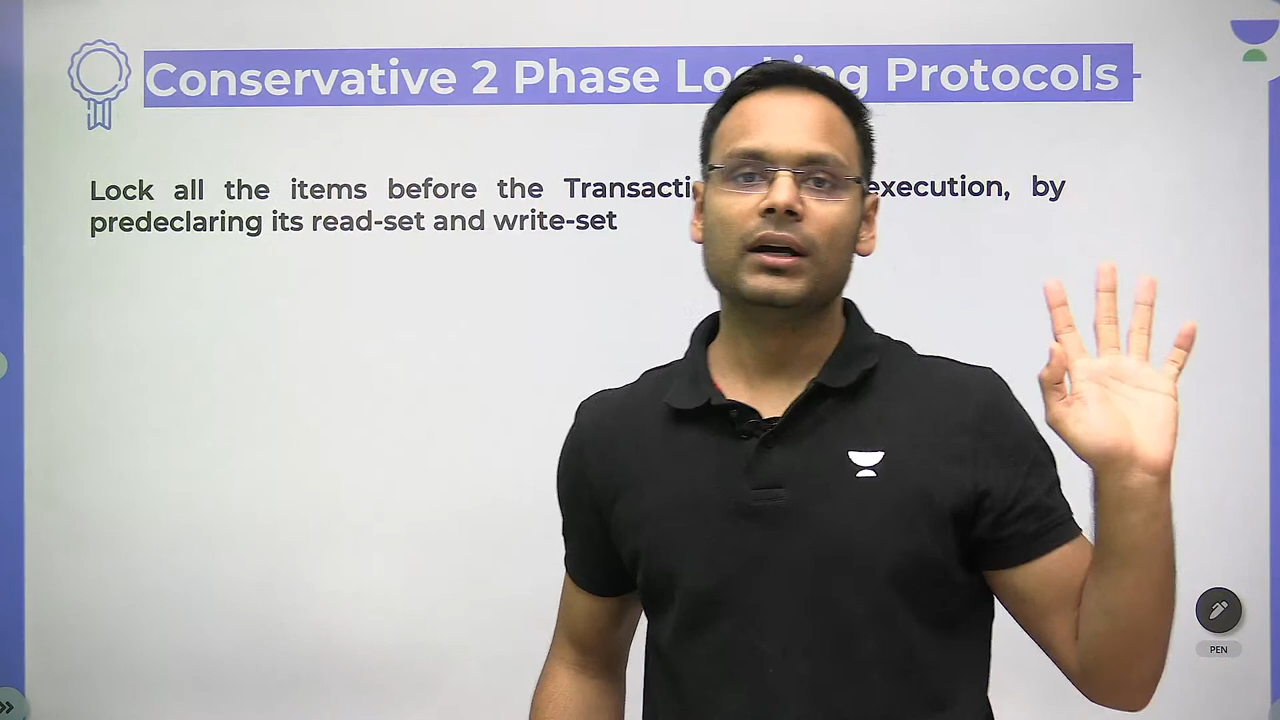 Conservative 2 Phase Locking Protocols -
Lock all the items before the execution, by
predeclaring its read-set and write-set
PEN